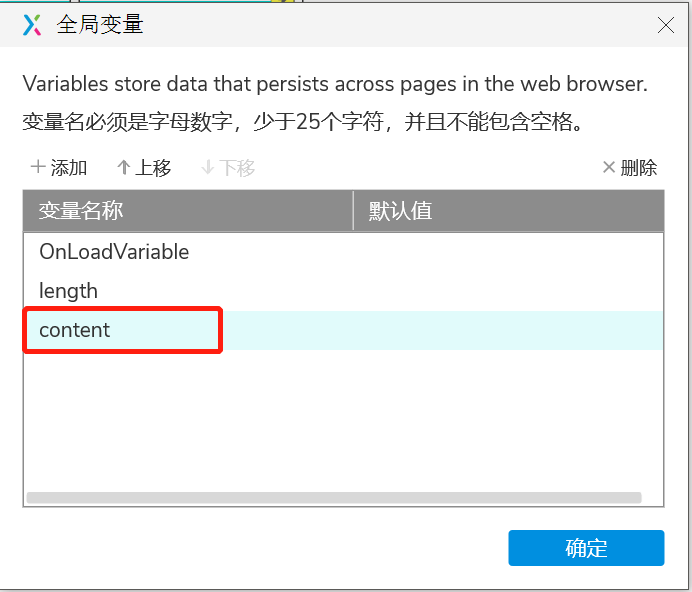 全局变量
Variables store data that persists across pages in the web browser.
变量名必须是字母数字，少于25个字符，并且不能包含空格。
添加 上移 下移 删除
变量名称 默认值
OnLoadVariable
length
content
确定